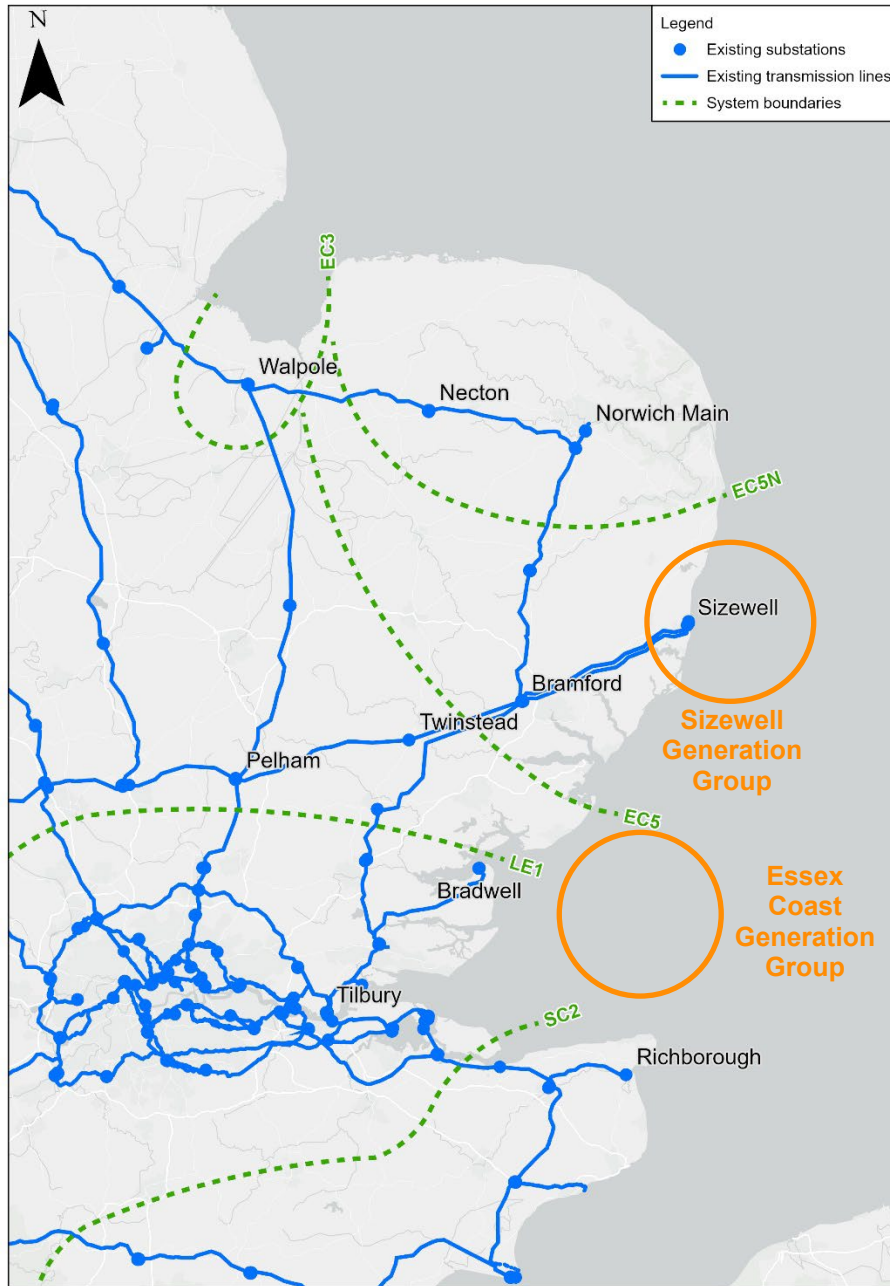 N
Legend
Existing substations
Existing transmission lines
System boundaries
EC3
Walpole
Necton
Norwich Main
EC5N
Sizewell
Bramford
Sizewell
Generation
Group
Twinstead
Pelham
EC5
LE1
Bradwell
Essex
Coast
Generation
Group
Tilbury
SC2
Richborough